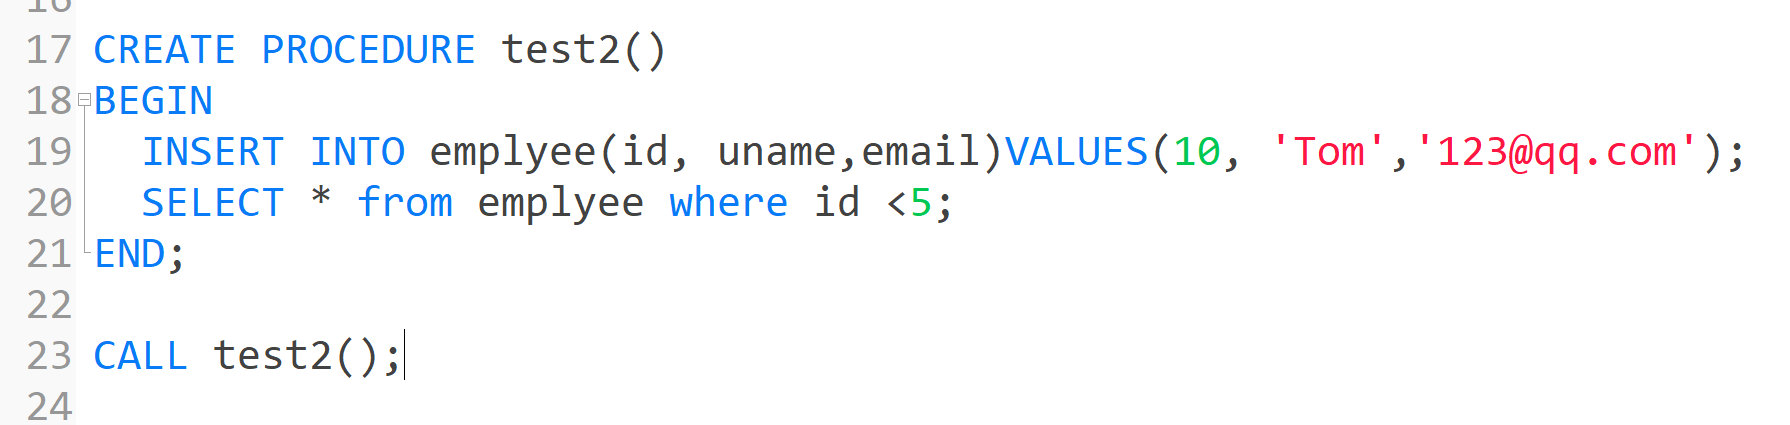 16
17 CREATE PROCEDURE test2()
18 BEGIN
19   INSERT INTO emplyee(id, uname,email)VALUES(10, 'Tom','123@qq.com');
20   SELECT * from emplyee where id <5;
21 END;
22
23 CALL test2();
24